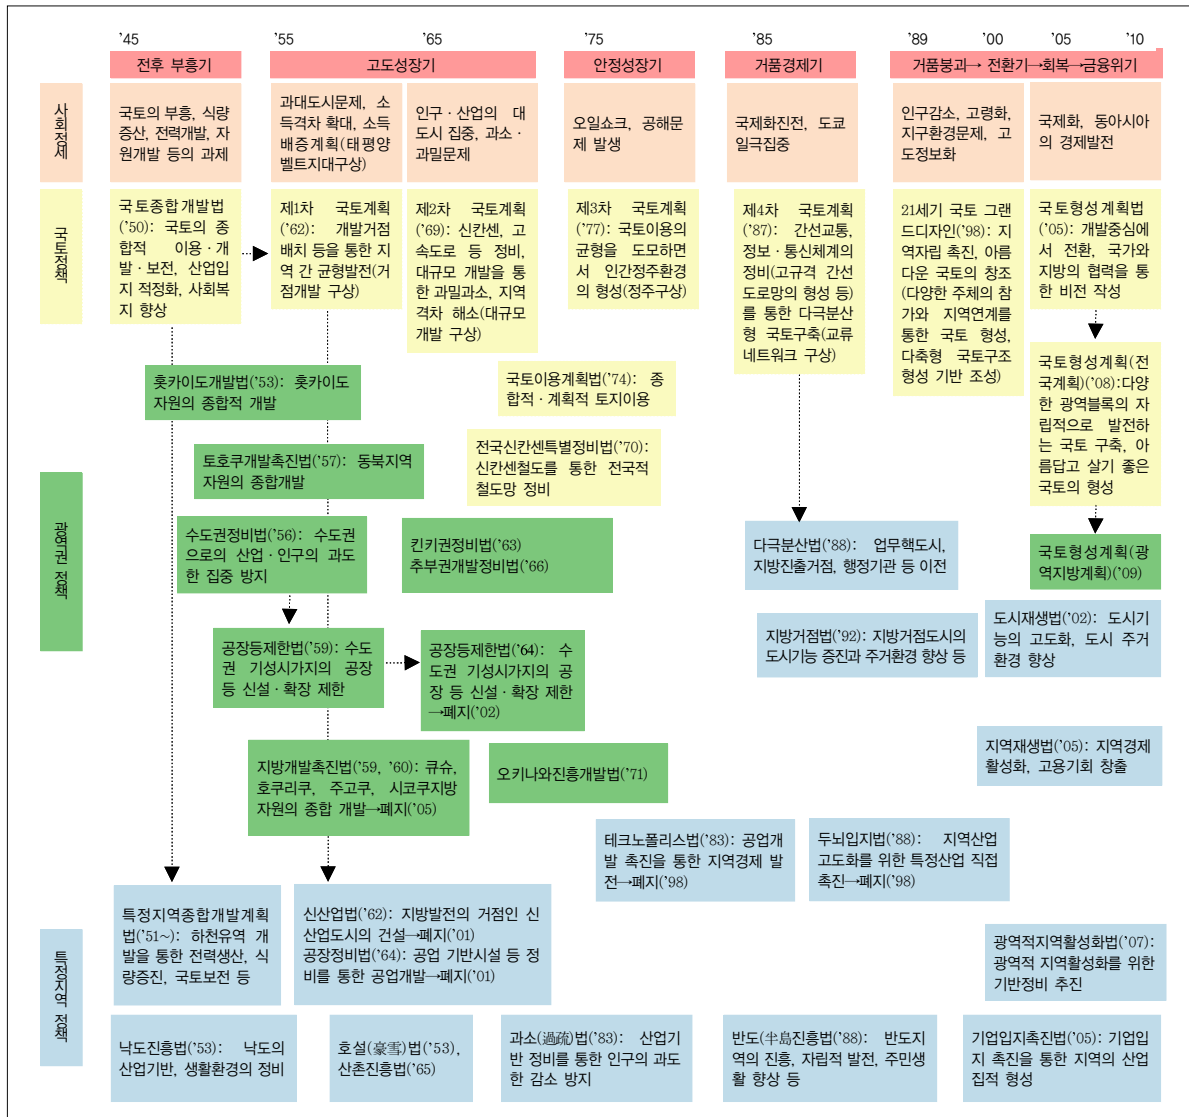 '45
'55
'65
'75
'85
'89
'00
'05
'10
전후 부흥기
고도성장기
안정성장기
거품경제기
거품붕괴→ 전환기→회복→금융위기
사회정세
국토의 부흥, 식량
증산, 전력개발, 자
원개발 등의 과제
과대도시문제, 소
득격차 확대, 소득
배증계획(태평양
벨트지대구상)
인구·산업의 대
도시 집중, 과소·
과밀문제
오일쇼크, 공해문
제 발생
국제화진전, 도쿄
일극집중
인구감소, 고령화,
지구환경문제, 고
도정보화
국제화, 동아시아
의 경제발전
국토정책
국토종합개발법
('50): 국토의 종
합적 이용·개
발·보전, 산업입
지 적정화, 사회복
지 향상
제1차 국토계획
('62): 개발거점
배치 등을 통한 지
역 간 균형발전(거
점개발 구상)
제2차 국토계획
('69): 신칸센, 고
속도로 등 정비,
대규모 개발을 통
한 과밀과소, 지역
격차 해소(대규모
개발 구상)
제3차 국토계획
('77): 국토이용의
균형을 도모하면
서 인간정주환경
의 형성(정주구상)
제4차 국토계획
('87): 간선교통,
정보·통신체계의
정비(고규격 간선
도로망의 형성 등)
를 통한 다극분산
형 국토구축(교류
네트워크 구상)
21세기 국토 그랜
드디자인('98): 지
역자립 촉진, 아름
다운 국토의 창조
(다양한 주체의 참
가와 지역연계를
통한 국토 형성,
다축형 국토구조
형성 기반 조성)
국토형성계획법
('05): 개발중심에
서 전환, 국가와
지방의 협력을 통
한 비전 작성
홋카이도개발법('53): 홋카이도
자원의 종합적 개발
국토이용계획법('74): 종
합적·계획적 토지이용
국토형성계획(전
국계획)('08):다양
한 광역블록의 자
립적으로 발전하
는 국토 구축, 아
름답고 살기 좋은
국토의 형성
토호쿠개발촉진법('57): 동북지역
자원의 종합개발
전국신칸센특별정비법('70):
신칸센철도를 통한 전국적
철도망 정비
광역권 정책
수도권정비법('56): 수도권
으로의 산업·인구의 과도
한 집중 방지
킨키권정비법('63)
추부권개발정비법('66)
다극분산법('88): 업무핵도시,
지방진출거점, 행정기관 등 이전
국토형성계획(광
역지방계획)('09)
공장등제한법('59): 수도
권 기성시가지의 공장
등 신설·확장 제한
공장등제한법('64): 수
도권 기성시가지의 공
장 등 신설·확장 제한
→폐지('02)
지방거점법('92): 지방거점도시의
도시기능 증진과 주거환경 향상 등
도시재생법('02): 도시기
능의 고도화, 도시 주거
환경 향상
지방개발촉진법('59, '60): 큐슈,
호쿠리쿠, 주고쿠, 시코쿠지방
자원의 종합 개발→폐지('05)
오키나와진흥개발법('71)
지역재생법('05): 지역경제
활성화, 고용기회 창출
테크노폴리스법('83): 공업개
발 촉진을 통한 지역경제 발
전→폐지('98)
두뇌입지법('88): 지역산업
고도화를 위한 특정산업 직접
촉진→폐지('98)
특정지역 정책
특정지역종합개발계획
법('51~): 하천유역 개
발을 통한 전력생산, 식
량증진, 국토보전 등
신산업법('62): 지방발전의 거점인 신
산업도시의 건설→폐지('01)
공장정비법('64): 공업 기반시설 등 정
비를 통한 공업개발→폐지('01)
광역적지역활성화법('07):
광역적 지역활성화를 위한
기반정비 추진
낙도진흥법('53): 낙도의
산업기반, 생활환경의 정비
호설(豪雪)법('53),
산촌진흥법('65)
과소(過疏)법('83): 산업기
반 정비를 통한 인구의 과도
한 감소 방지
반도(半島)진흥법('88): 반도지
역의 진흥, 자립적 발전, 주민생
활 향상 등
기업입지촉진법('05): 기업입
지 촉진을 통한 지역의 산업
집적 형성